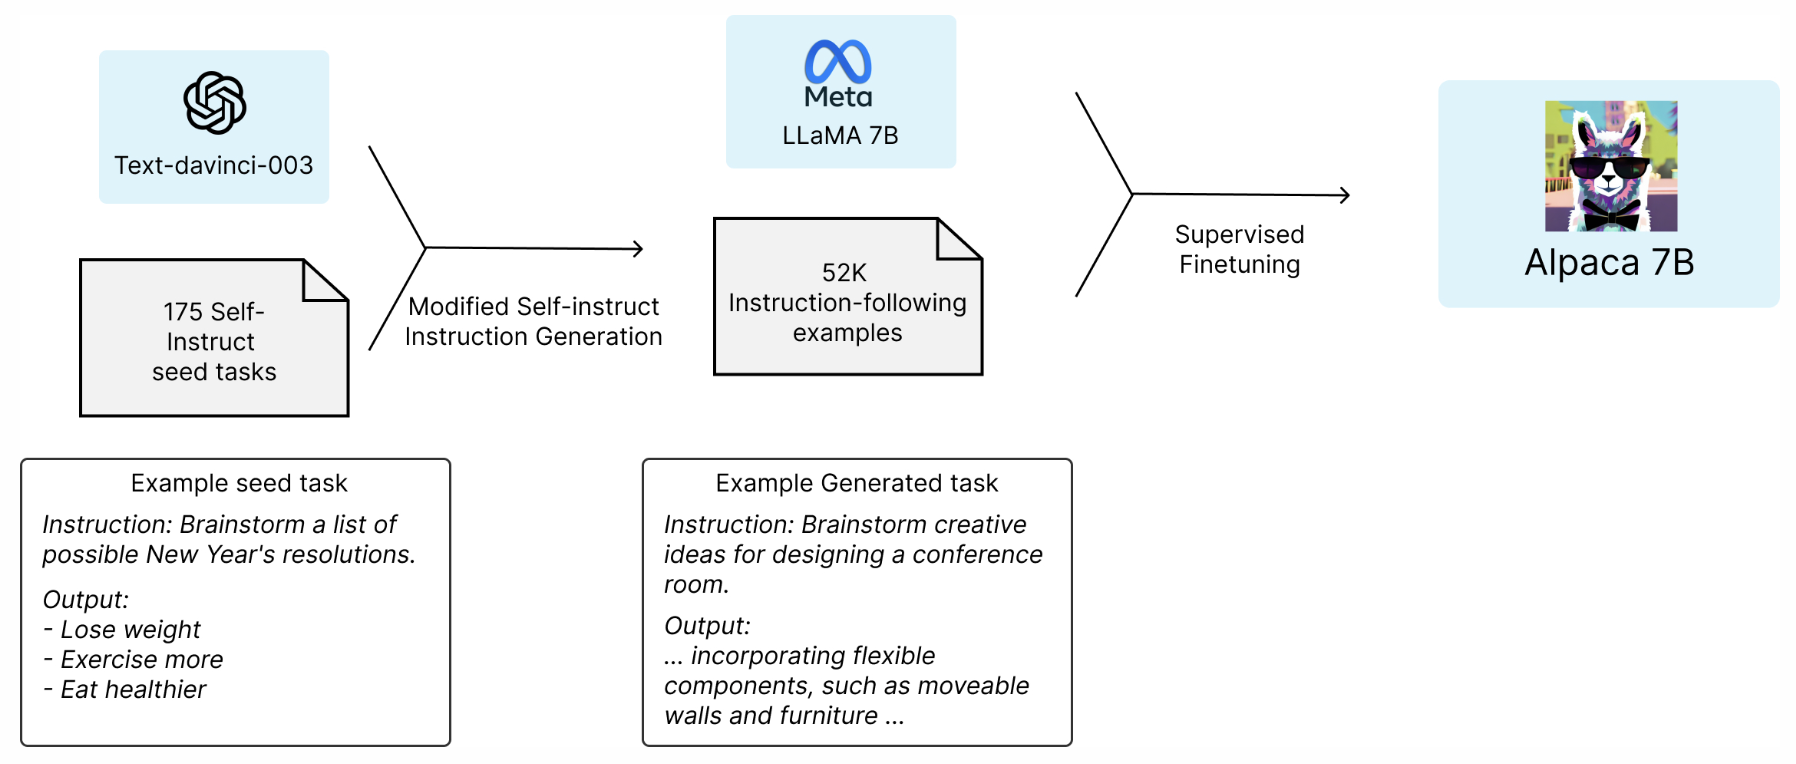 Text-davinci-003
175 Self-
Instruct
seed tasks
Modified Self-instruct
Instruction Generation
Meta
LLaMA 7B
52K
Instruction-following
examples
Supervised
Finetuning
Alpaca 7B
Example seed task
Instruction: Brainstorm a list of
possible New Year's resolutions.
Output:
- Lose weight
- Exercise more
- Eat healthier
Example Generated task
Instruction: Brainstorm creative
ideas for designing a conference
room.
Output:
... incorporating flexible
components, such as moveable
walls and furniture ...